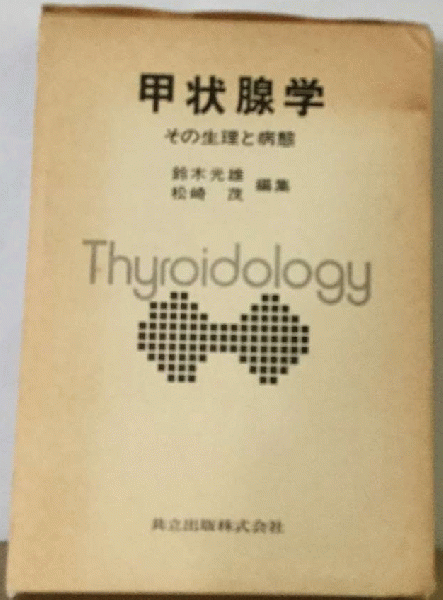 甲状腺学
その生理と病態
鈴木光雄
松崎 茂 編集
Thyroidology
共立出版株式会社